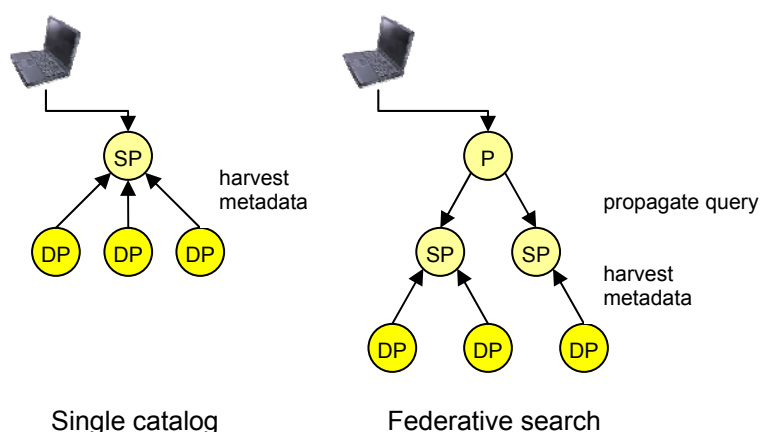 SP
harvest
metadata
DP DP DP
Single catalog
P
propagate query
SP SP
harvest
metadata
DP DP DP
Federative search